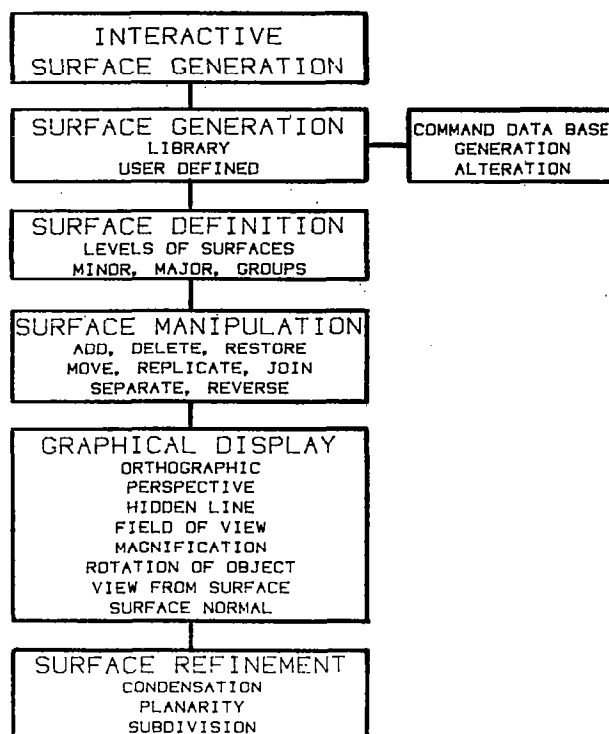 INTERACTIVE
SURFACE GENERATION
SURFACE GENERATION
LIBRARY
USER DEFINED
COMMAND DATA BASE
GENERATION
ALTERATION
SURFACE DEFINITION
LEVELS OF SURFACES
MINOR, MAJOR, GROUPS
SURFACE MANIPULATION
ADD, DELETE, RESTORE
MOVE, REPLICATE, JOIN
SEPARATE, REVERSE
GRAPHICAL DISPLAY
ORTHOGRAPHIC
PERSPECTIVE
HIDDEN LINE
FIELD OF VIEW
MAGNIFICATION
ROTATION OF OBJECT
VIEW FROM SURFACE
SURFACE NORMAL
SURFACE REFINEMENT
CONDENSATION
PLANARITY
SUBDIVISION